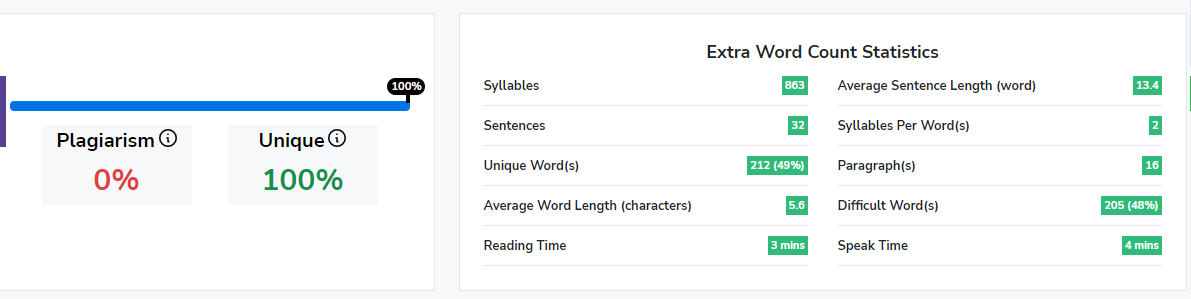 100%
Plagiarism
Unique
0%
100%
Extra Word Count Statistics
Syllables 863
Average Sentence Length (word) 13.4
Sentences 32
Syllables Per Word(s) 2
Unique Word(s) 212 (49%)
Paragraph(s) 16
Average Word Length (characters) 5.6
Difficult Word(s) 205 (48%)
Reading Time 3 mins
Speak Time 4 mins